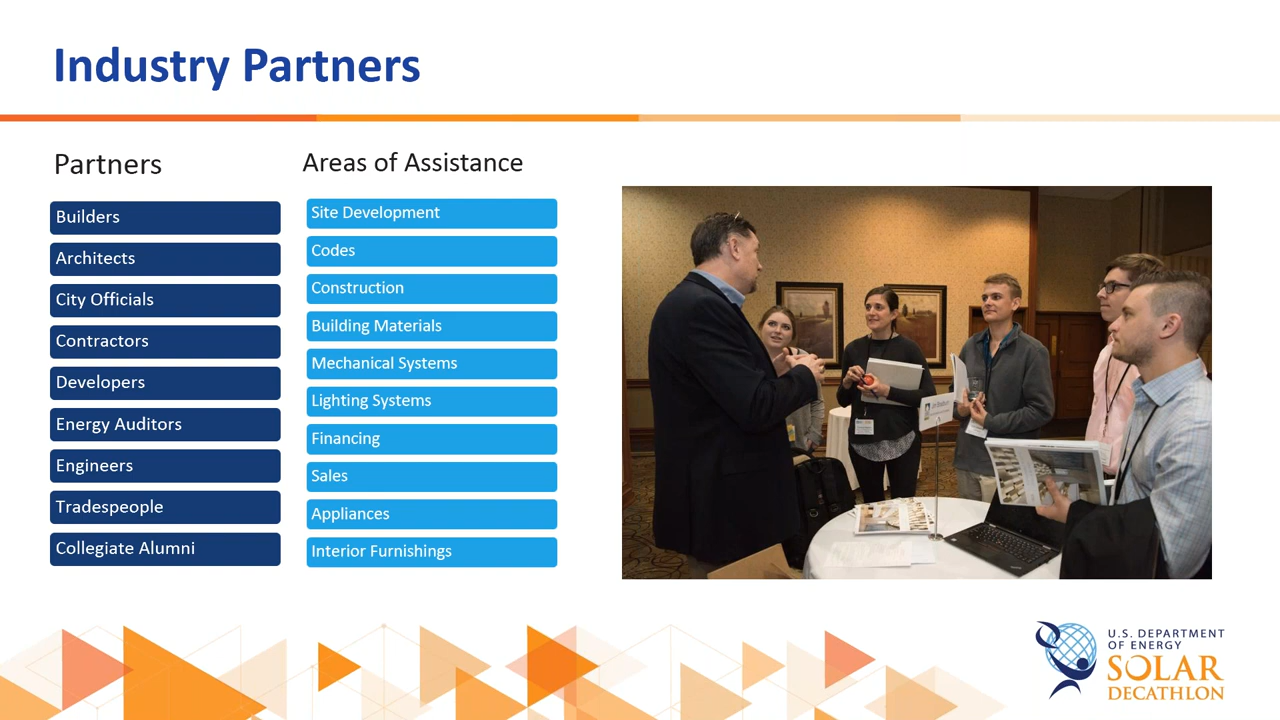 Industry Partners
Partners
Builders
Architects
City Officials
Contractors
Developers
Energy Auditors
Engineers
Tradespeople
Collegiate Alumni
Areas of Assistance
Site Development
Codes
Construction
Building Materials
Mechanical Systems
Lighting Systems
Financing
Sales
Appliances
Interior Furnishings
U.S. DEPARTMENT
OF ENERGY
SOLAR
DECATHLON